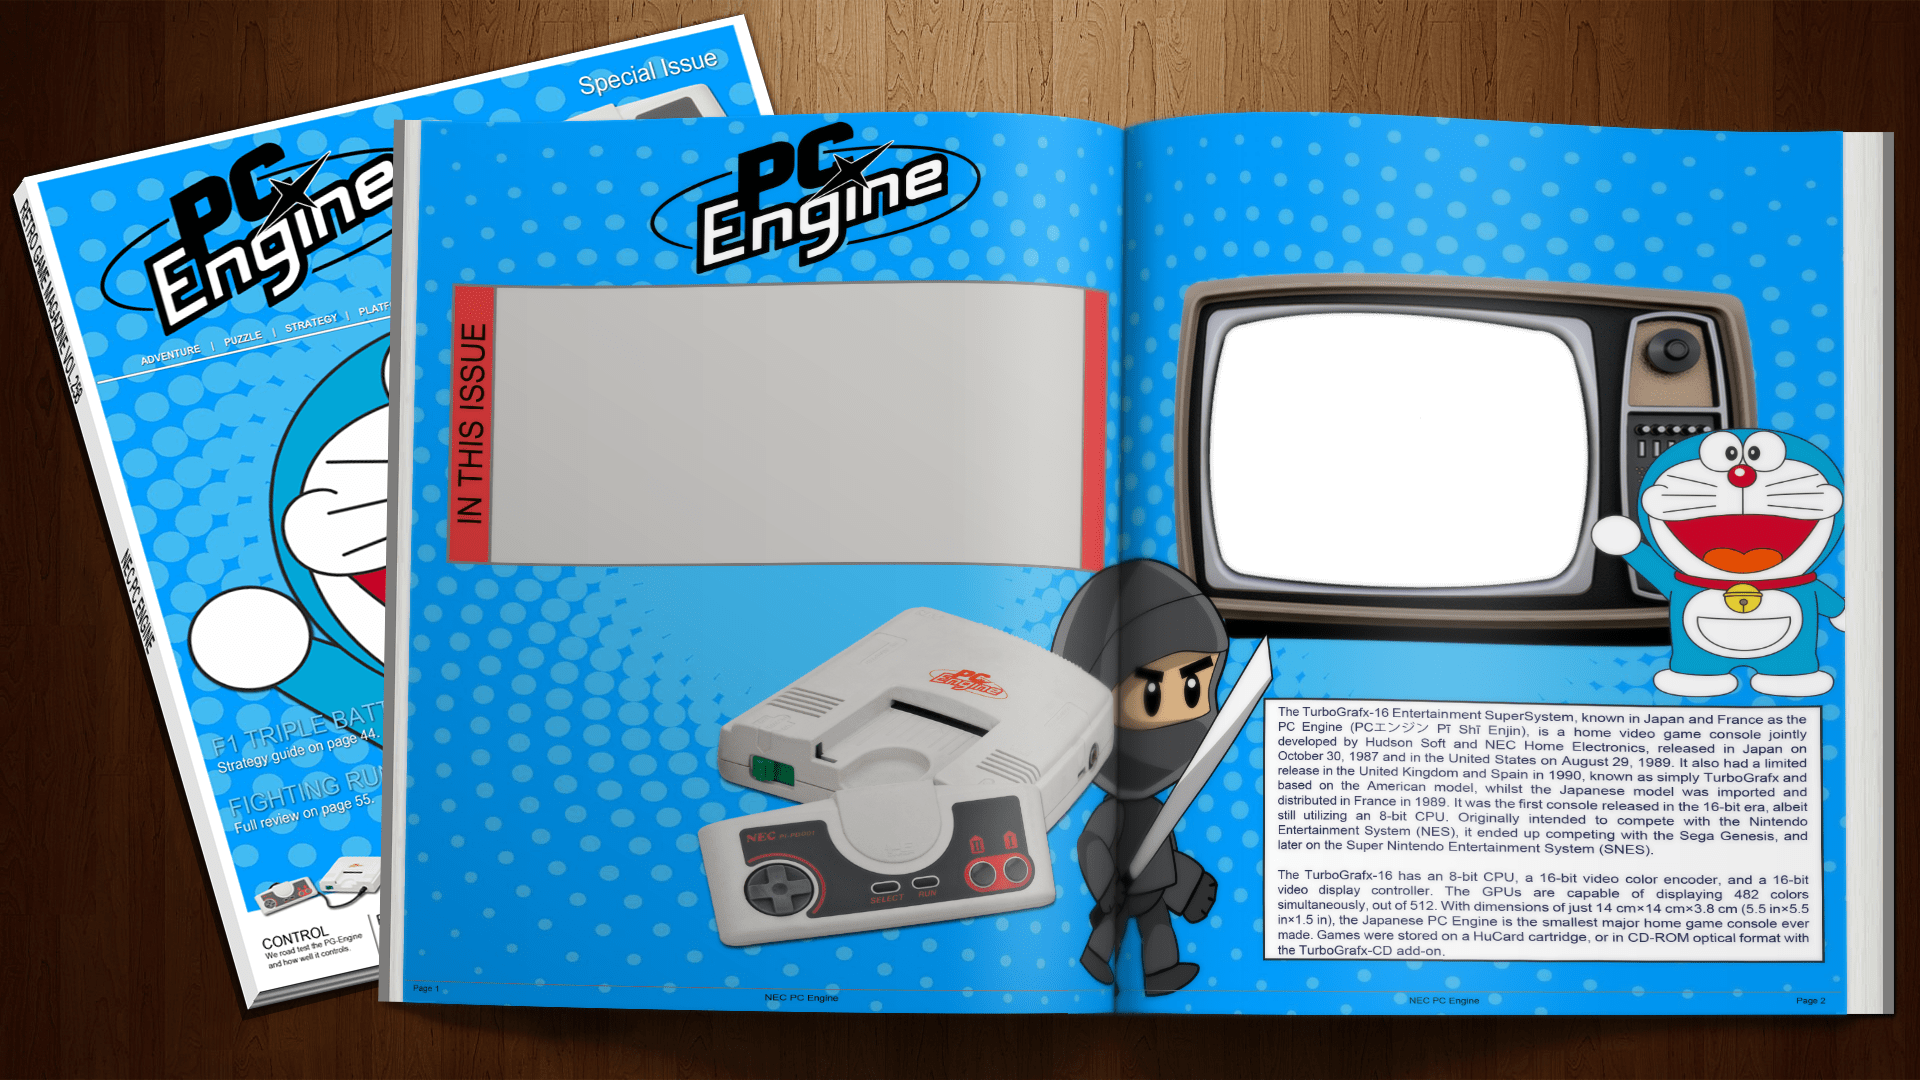 Special Issue
PC
Engine
ADVENTURE | PUZZLE | STRATEGY | PLATF
RETRO GAME MAGAZINE VOL 258
NEC PC ENGINE
F1 TRIPLE BATT
Strategy guide on page 44.
FIGHTING RU
Full review on page 55.
CONTROL
We road test the PG-Engine
and how well it controls.
PC
Engine
IN THIS ISSUE
PC
Engine
NEC
SELECT
RUN
II
I
Page 1
NEC PC Engine
The TurboGrafx-16 Entertainment SuperSystem, known in Japan and France as the
PC Engine (PCエンジン Pī Shī Enjin), is a home video game console jointly
developed by Hudson Soft and NEC Home Electronics, released in Japan on
October 30, 1987 and in the United States on August 29, 1989. It also had a limited
release in the United Kingdom and Spain in 1990, known as simply TurboGrafx and
based on the American model, whilst the Japanese model was imported and
distributed in France in 1989. It was the first console released in the 16-bit era, albeit
still utilizing an 8-bit CPU. Originally intended to compete with the Nintendo
Entertainment System (NES), it ended up competing with the Sega Genesis, and
later on the Super Nintendo Entertainment System (SNES).
The TurboGrafx-16 has an 8-bit CPU, a 16-bit video color encoder, and a 16-bit
video display controller. The GPUs are capable of displaying 482 colors
simultaneously, out of 512. With dimensions of just 14 cm×14 cm×3.8 cm (5.5 in×5.5
in×1.5 in), the Japanese PC Engine is the smallest major home game console ever
made. Games were stored on a HuCard cartridge, or in CD-ROM optical format with
the TurboGrafx-CD add-on.
NEC PC Engine
Page 2